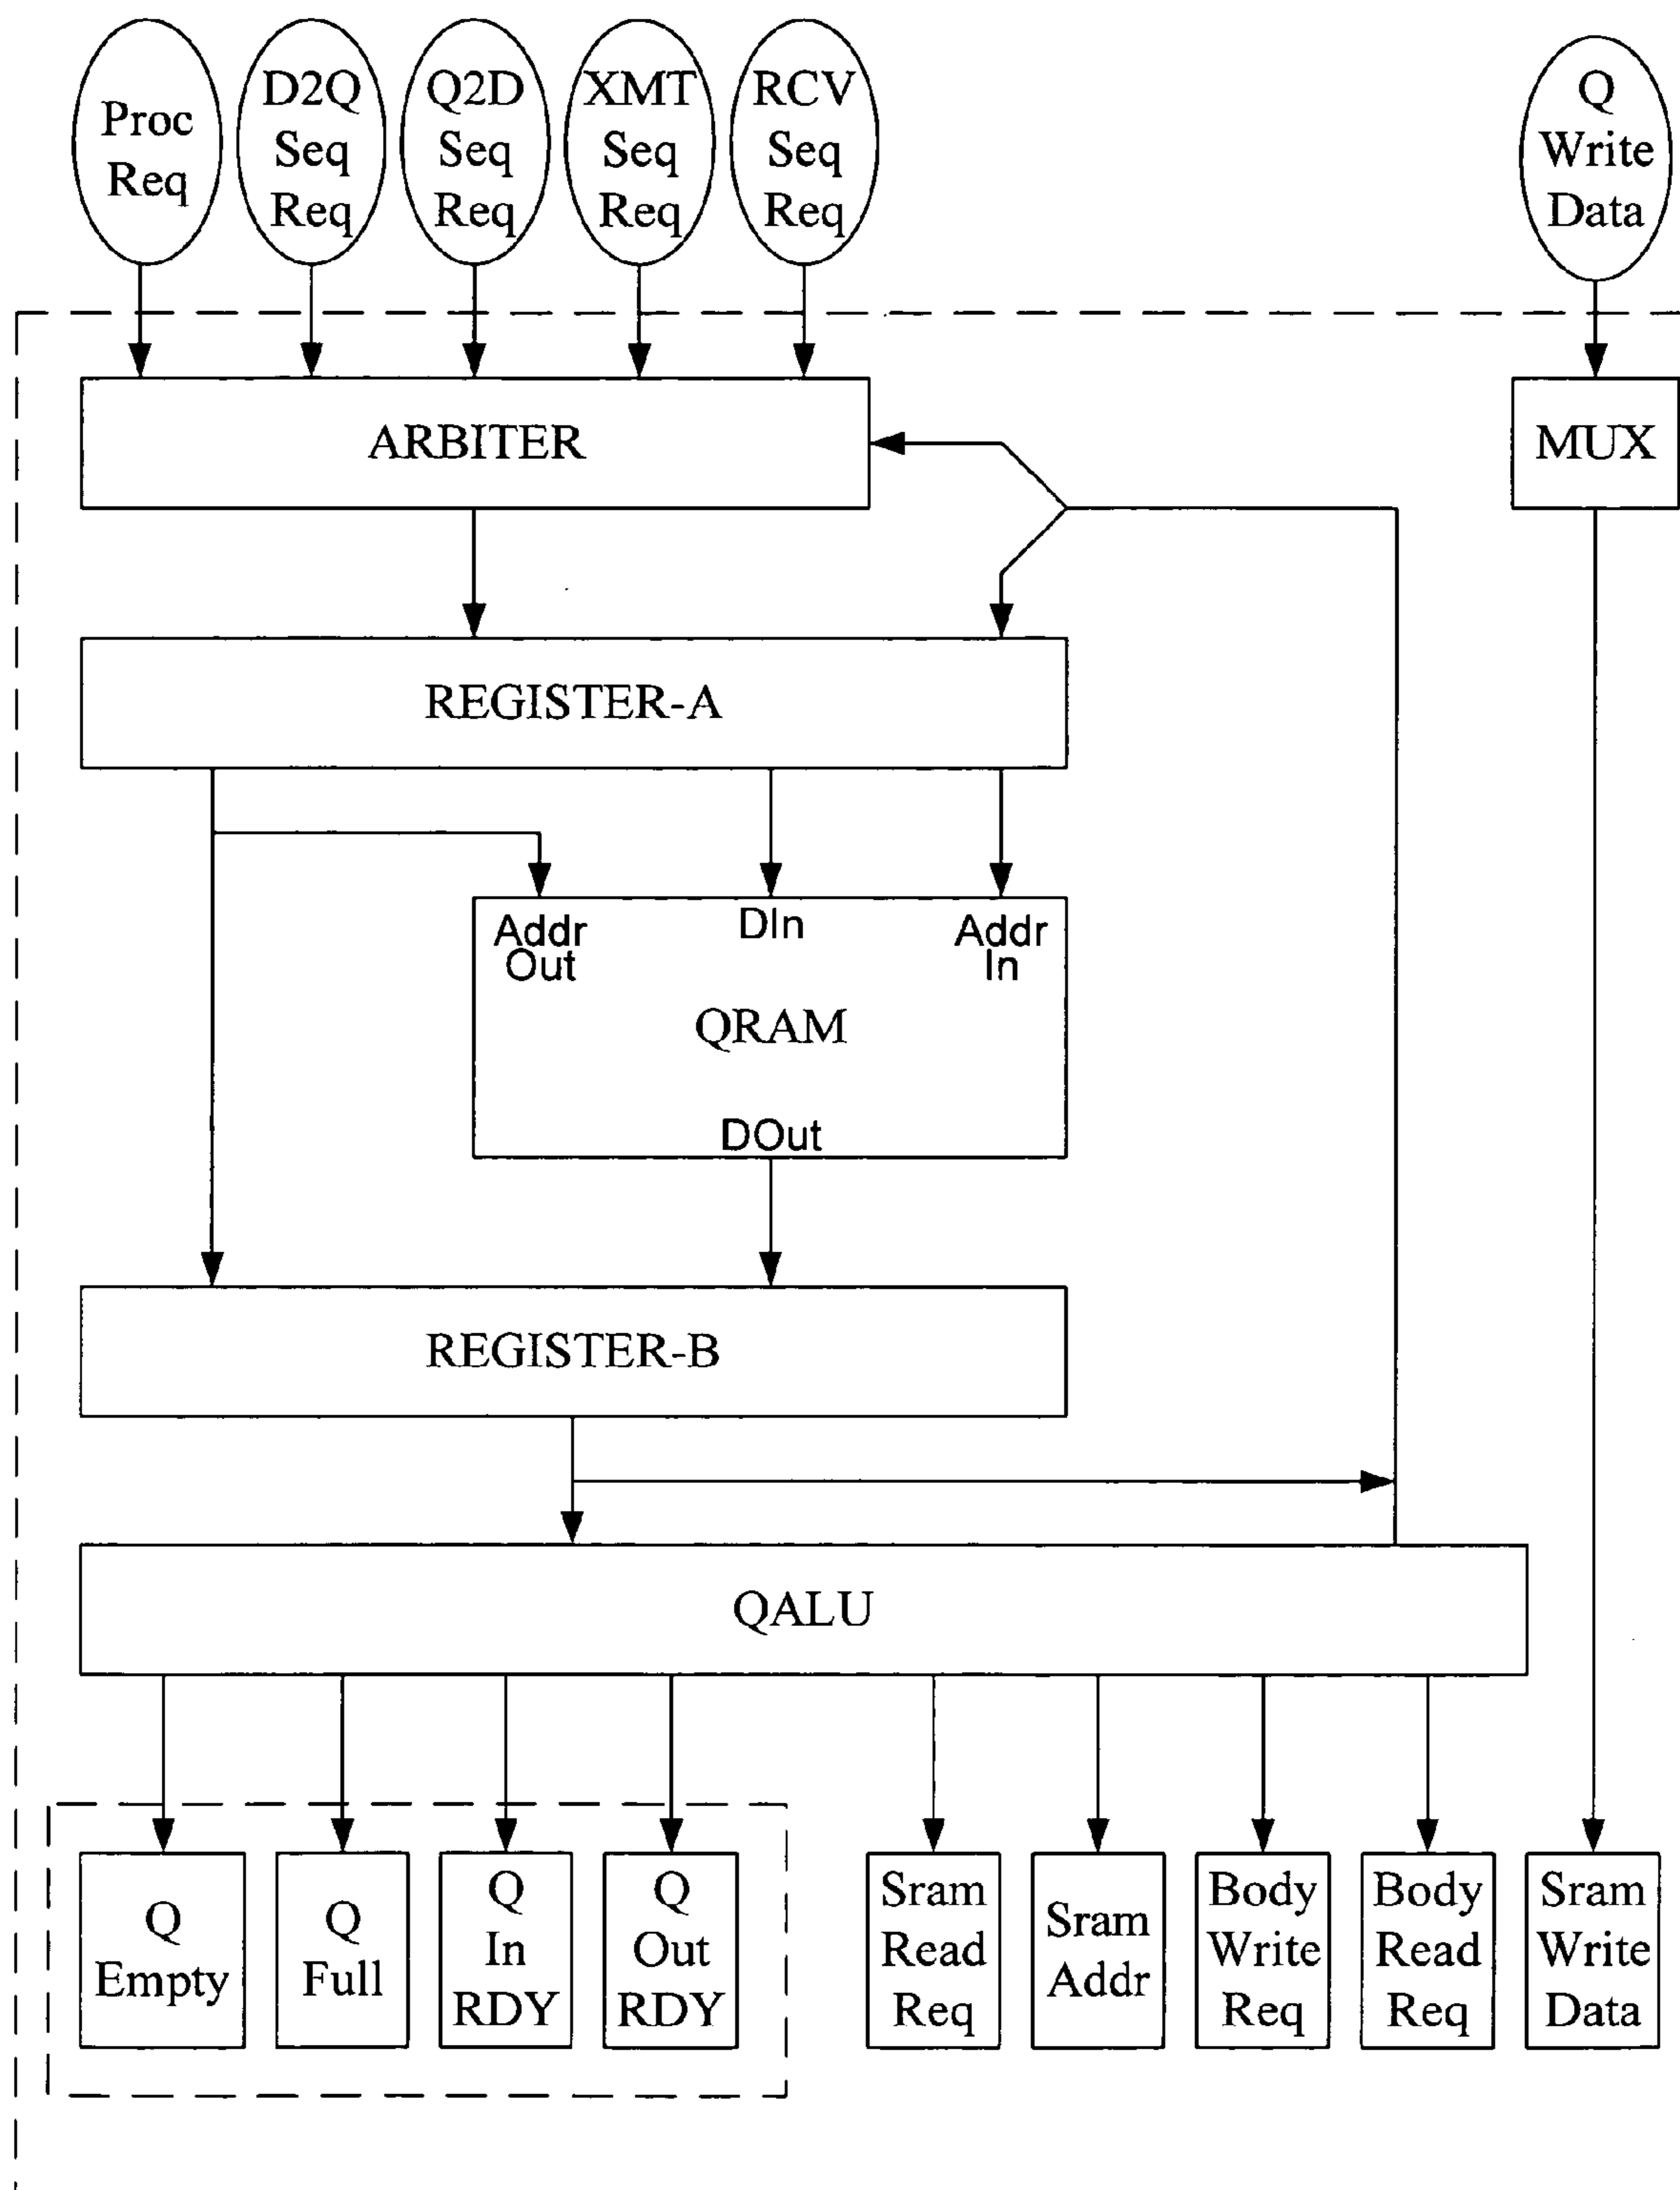 Proc
Req
D2Q
Seq
Req
Q2D
Seq
Req
XMT
Seq
Req
RCV
Seq
Req
Q
Write
Data
ARBITER
MUX
REGISTER-A
Addr
Out
DIn
Addr
In
QRAM
DOut
REGISTER-B
QALU
Q
Empty
Q
Full
Q
In
RDY
Q
Out
RDY
Sram
Read
Req
Sram
Addr
Body
Write
Req
Body
Read
Req
Sram
Write
Data